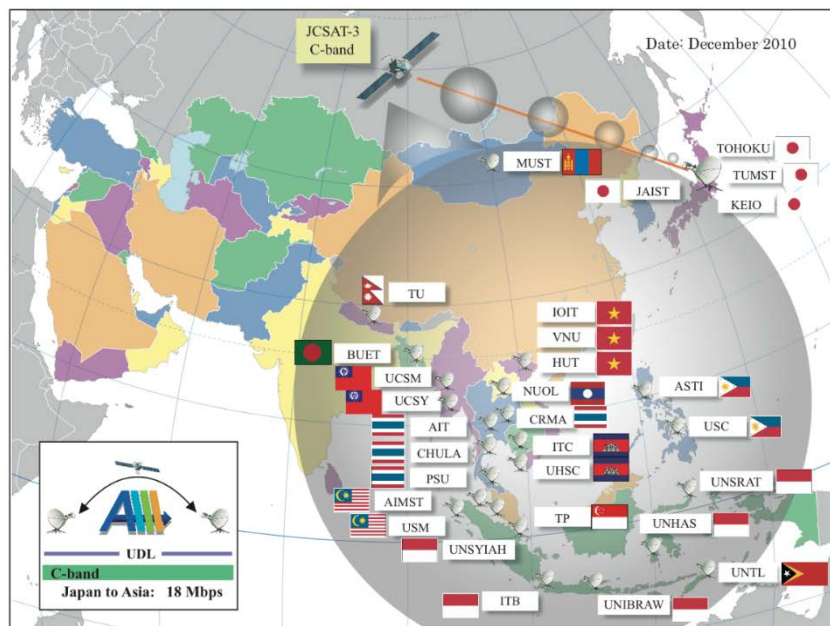 JCSAT-3
C-band
Date: December 2010
MUST
TOHOKU
TUMST
JAIST
KEIO
TU
IOIT
VNU
BUET
HUT
UCSM
NUOL
ASTI
UCSY
CRMA
AIT
USC
ITC
CHULA
UHSC
PSU
UNSRAT
AIMST
TP
USM
UNHAS
UNSYIAH
UNTL
ITB
UNIBRAW
AIII
UDL
C-band
Japan to Asia: 18 Mbps